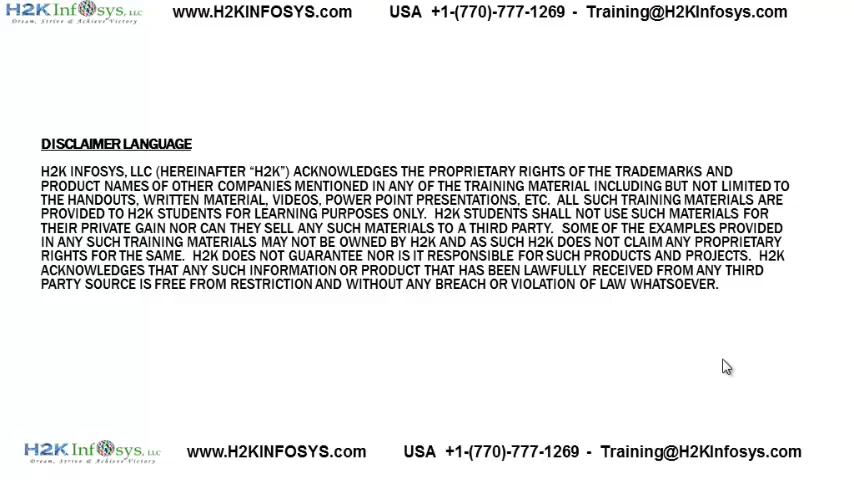 H2K Infosys, LLC
Dream, Strive & Achieve Victory
www.H2KINFOSYS.com USA +1-(770)-777-1269 - Training@H2KInfosys.com
DISCLAIMER LANGUAGE
H2K INFOSYS, LLC (HEREINAFTER “H2K”) ACKNOWLEDGES THE PROPRIETARY RIGHTS OF THE TRADEMARKS AND
PRODUCT NAMES OF OTHER COMPANIES MENTIONED IN ANY OF THE TRAINING MATERIAL INCLUDING BUT NOT LIMITED TO
THE HANDOUTS, WRITTEN MATERIAL, VIDEOS, POWER POINT PRESENTATIONS, ETC. ALL SUCH TRAINING MATERIALS ARE
PROVIDED TO H2K STUDENTS FOR LEARNING PURPOSES ONLY. H2K STUDENTS SHALL NOT USE SUCH MATERIALS FOR
THEIR PRIVATE GAIN NOR CAN THEY SELL ANY SUCH MATERIALS TO A THIRD PARTY. SOME OF THE EXAMPLES PROVIDED
IN ANY SUCH TRAINING MATERIALS MAY NOT BE OWNED BY H2K AND AS SUCH H2K DOES NOT CLAIM ANY PROPRIETARY
RIGHTS FOR THE SAME. H2K DOES NOT GUARANTEE NOR IS IT RESPONSIBLE FOR SUCH PRODUCTS AND PROJECTS. H2K
ACKNOWLEDGES THAT ANY SUCH INFORMATION OR PRODUCT THAT HAS BEEN LAWFULLY RECEIVED FROM ANY THIRD
PARTY SOURCE IS FREE FROM RESTRICTION AND WITHOUT ANY BREACH OR VIOLATION OF LAW WHATSOEVER.
H2K Infosys, LLC
Dream, Strive & Achieve Victory
www.H2KINFOSYS.com USA +1-(770)-777-1269 - Training@H2KInfosys.com